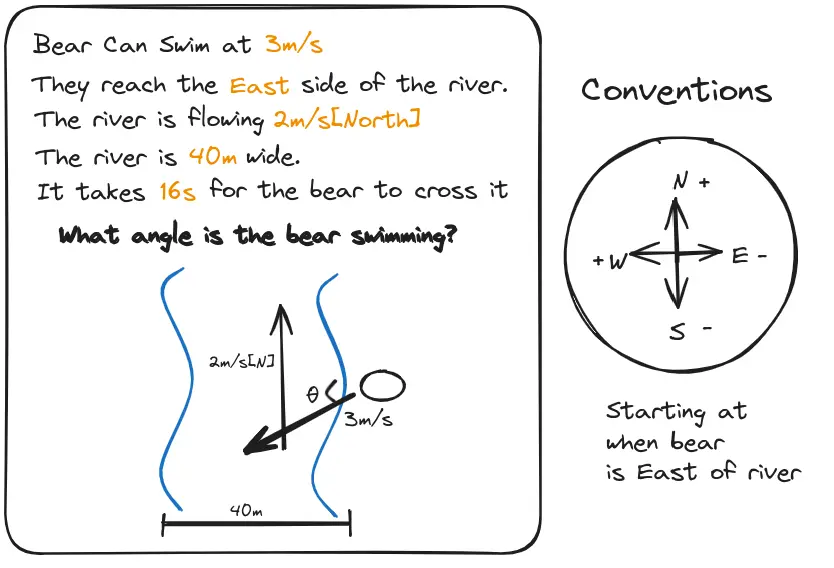 Bear Can Swim at 3m/s
They reach the East side of the river.
The river is flowing 2m/s[North]
The river is 40m wide.
It takes 16s for the bear to cross it
What angle is the bear swimming?
2m/s[N]
θ
3m/s
40m
Conventions
N +
+ W
E -
S -
Starting at
when bear
is East of river